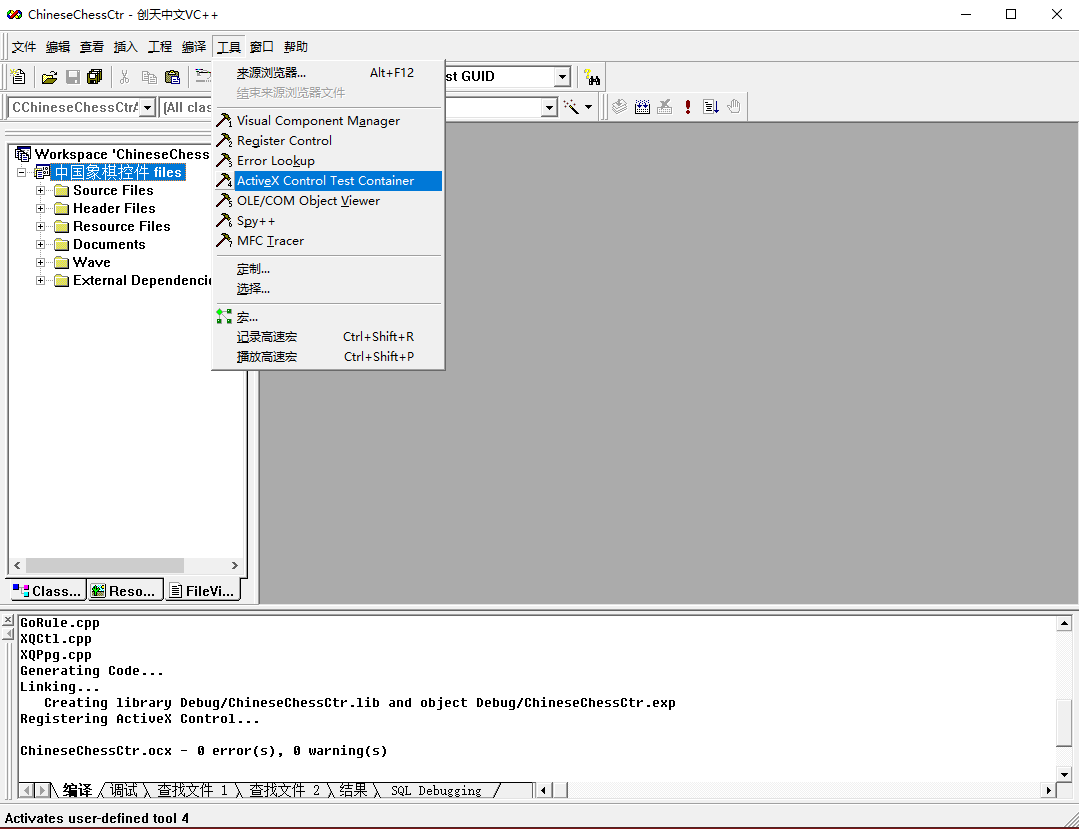 ChineseChessCtr - 创天中文VC++
文件 编辑 查看 插入 工程 编译 工具 窗口 帮助
st GUID
CChineseChessCtrA [All clas
来源浏览器... Alt+F12
结束来源浏览器文件
Visual Component Manager
Register Control
Error Lookup
ActiveX Control Test Container
OLE/COM Object Viewer
Spy++
MFC Tracer
定制...
选择...
宏...
记录高速宏 Ctrl+Shift+R
播放高速宏 Ctrl+Shift+P
Workspace 'ChineseChess
中国象棋控件 files
Source Files
Header Files
Resource Files
Documents
Wave
External Dependencie
Class... Reso... FileVi...
GoRule.cpp
XQCtl.cpp
XQPpg.cpp
Generating Code...
Linking...
Creating library Debug/ChineseChessCtr.lib and object Debug/ChineseChessCtr.exp
Registering ActiveX Control...
ChineseChessCtr.ocx - 0 error(s), 0 warning(s)
编译 调试 查找文件 1 查找文件 2 结果 SQL Debugging
Activates user-defined tool 4